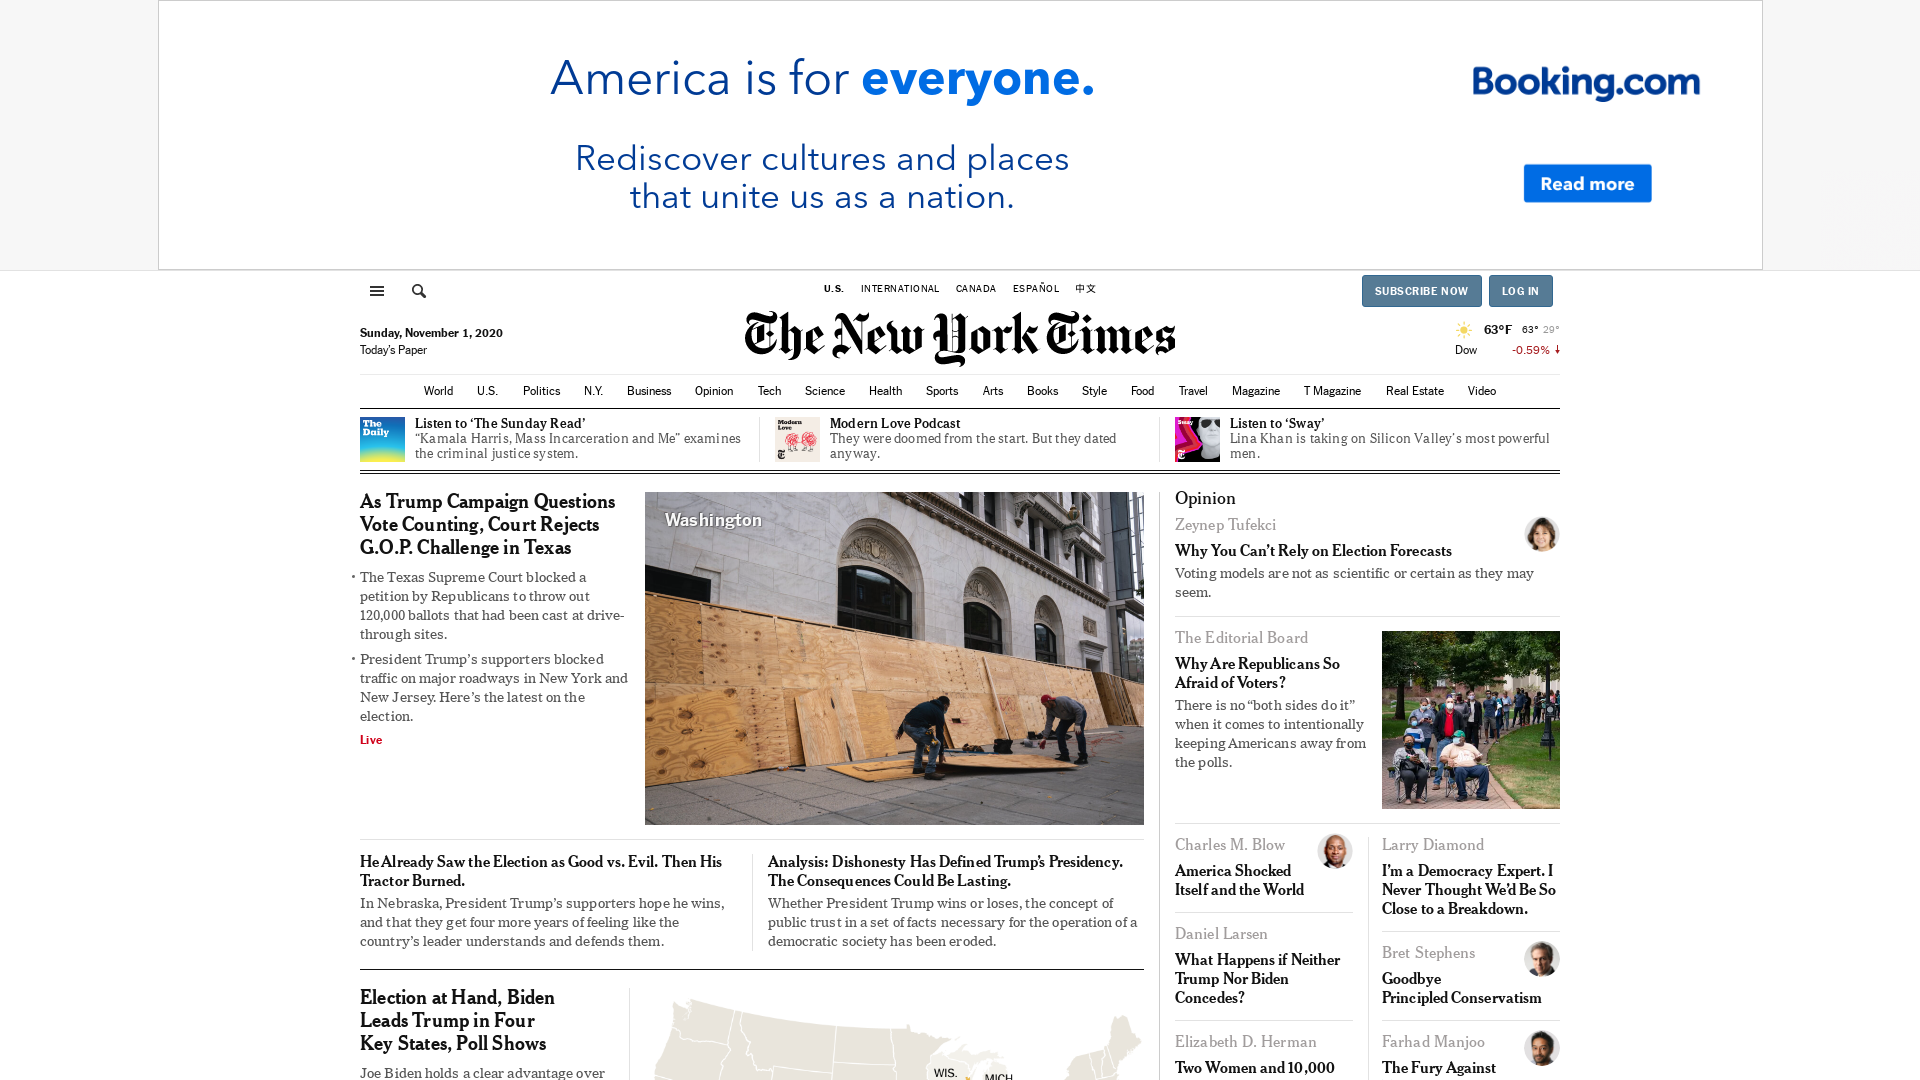 America is for everyone.
Rediscover cultures and places
that unite us as a nation.
Booking.com
Read more
U.S. INTERNATIONAL CANADA ESPAÑOL 中文
SUBSCRIBE NOW LOG IN
Sunday, November 1, 2020
Today's Paper
The New York Times
63°F 63° 29°
Dow -0.59%
World U.S. Politics N.Y. Business Opinion Tech Science Health Sports Arts Books Style Food Travel Magazine T Magazine Real Estate Video
The
Daily
Listen to ‘The Sunday Read’
“Kamala Harris, Mass Incarceration and Me” examines
the criminal justice system.
Modern
Love
Modern Love Podcast
They were doomed from the start. But they dated
anyway.
Sway
Listen to ‘Sway’
Lina Khan is taking on Silicon Valley’s most powerful
men.
As Trump Campaign Questions
Vote Counting, Court Rejects
G.O.P. Challenge in Texas
• The Texas Supreme Court blocked a
petition by Republicans to throw out
120,000 ballots that had been cast at drive-
through sites.
• President Trump’s supporters blocked
traffic on major roadways in New York and
New Jersey. Here’s the latest on the
election.
Live
Washington
He Already Saw the Election as Good vs. Evil. Then His
Tractor Burned.
In Nebraska, President Trump’s supporters hope he wins,
and that they get four more years of feeling like the
country’s leader understands and defends them.
Analysis: Dishonesty Has Defined Trump’s Presidency.
The Consequences Could Be Lasting.
Whether President Trump wins or loses, the concept of
public trust in a set of facts necessary for the operation of a
democratic society has been eroded.
Election at Hand, Biden
Leads Trump in Four
Key States, Poll Shows
Joe Biden holds a clear advantage over
WIS.
MICH
Opinion
Zeynep Tufekci
Why You Can’t Rely on Election Forecasts
Voting models are not as scientific or certain as they may
seem.
The Editorial Board
Why Are Republicans So
Afraid of Voters?
There is no “both sides do it”
when it comes to intentionally
keeping Americans away from
the polls.
Charles M. Blow
America Shocked
Itself and the World
Larry Diamond
I’m a Democracy Expert. I
Never Thought We’d Be So
Close to a Breakdown.
Daniel Larsen
What Happens if Neither
Trump Nor Biden
Concedes?
Bret Stephens
Goodbye
Principled Conservatism
Elizabeth D. Herman
Two Women and 10,000
Farhad Manjoo
The Fury Against